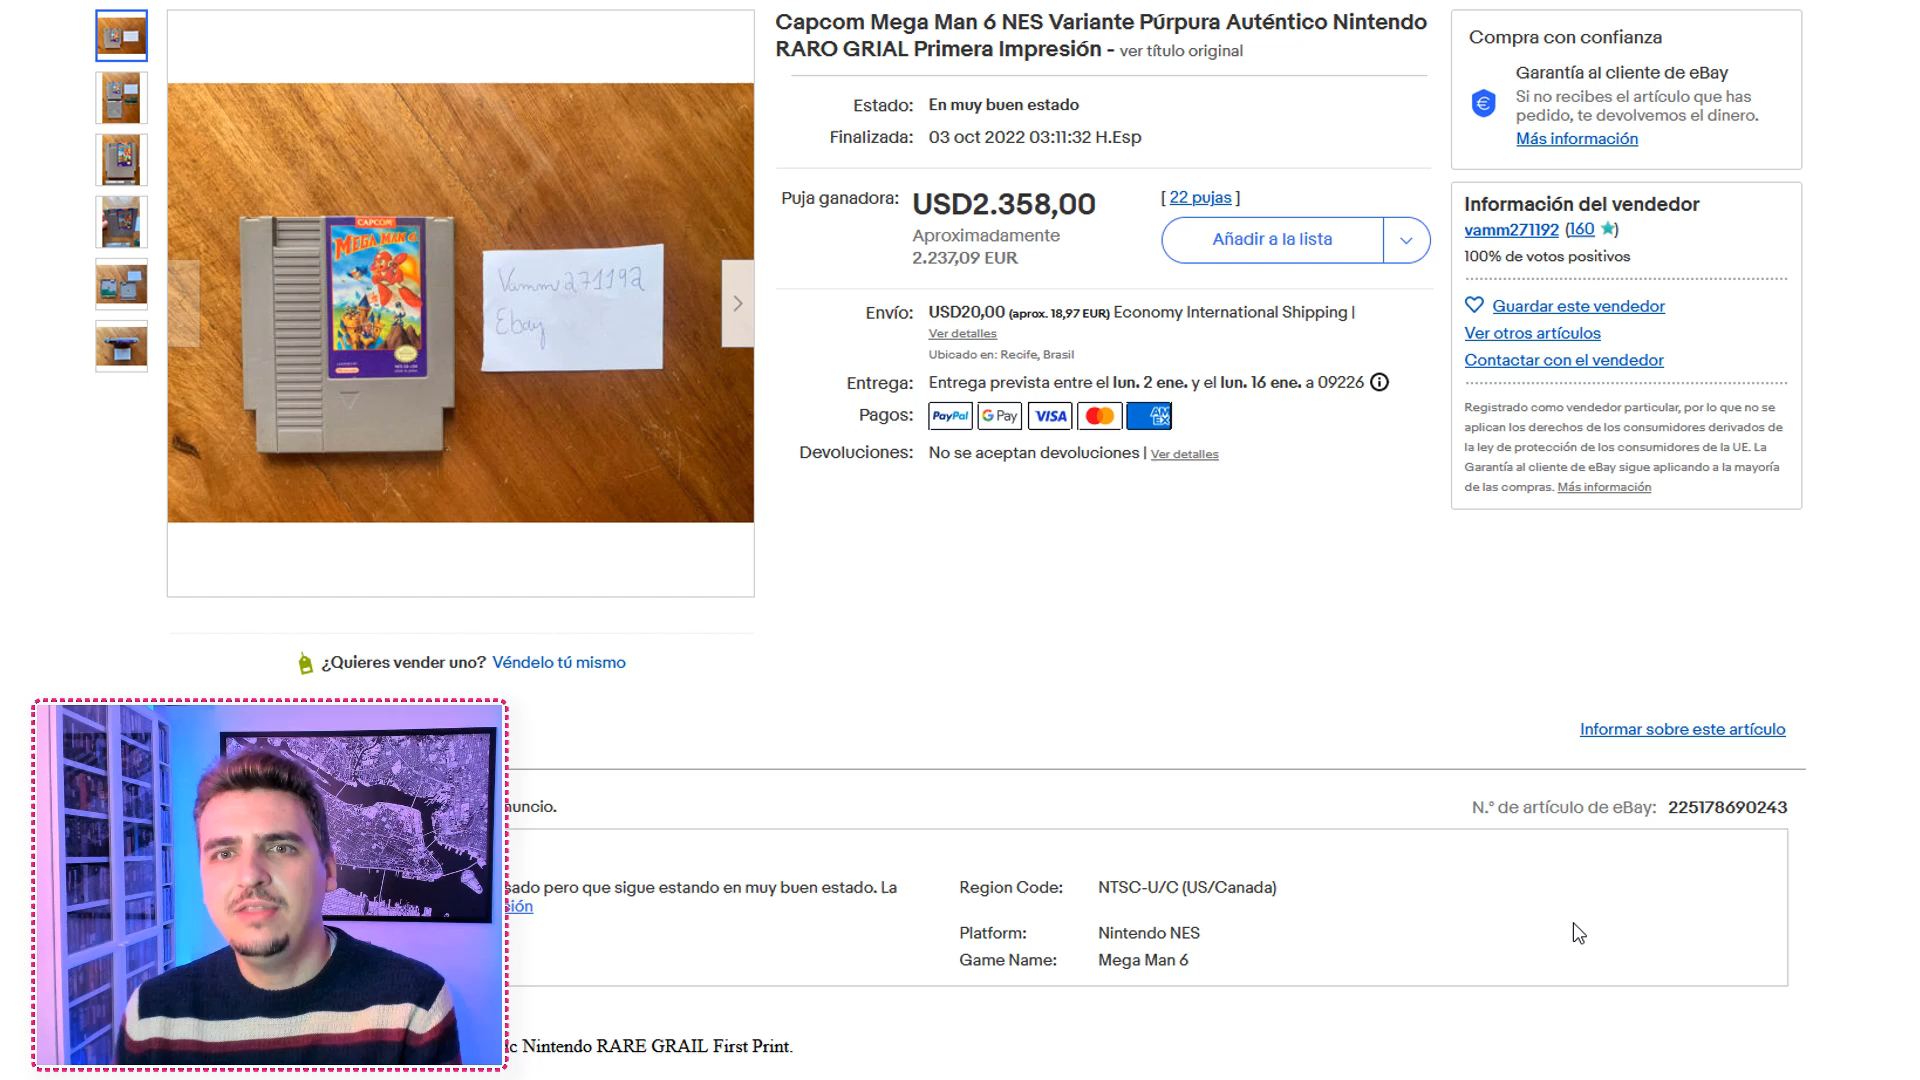 Capcom Mega Man 6 NES Variante Púrpura Auténtico Nintendo
RARO GRIAL Primera Impresión - ver título original
Estado: En muy buen estado
Finalizada: 03 oct 2022 03:11:32 H.Esp
Puja ganadora: USD2.358,00
[ 22 pujas ]
Aproximadamente
2.237,09 EUR
Añadir a la lista
Envío: USD20,00 (aprox. 18,97 EUR) Economy International Shipping |
Ver detalles
Ubicado en: Recife, Brasil
Entrega: Entrega prevista entre el lun. 2 ene. y el lun. 16 ene. a 09226
Pagos: PayPal G Pay VISA AMEX
Devoluciones: No se aceptan devoluciones | Ver detalles
Compra con confianza
Garantía al cliente de eBay
Si no recibes el artículo que has
pedido, te devolvemos el dinero.
Más información
Información del vendedor
vamm271192 (160)
100% de votos positivos
Guardar este vendedor
Ver otros artículos
Contactar con el vendedor
Registrado como vendedor particular, por lo que no se
aplican los derechos de los consumidores derivados de
la ley de protección de los consumidores de la UE. La
Garantía al cliente de eBay sigue aplicando a la mayoría
de las compras. Más información
CAPCOM
MEGA MAN 6
Vamm271192
Ebay
¿Quieres vender uno? Véndelo tú mismo
Informar sobre este artículo
nuncio.
N.° de artículo de eBay: 225178690243
sado pero que sigue estando en muy buen estado. La
ión
Region Code: NTSC-U/C (US/Canada)
Platform: Nintendo NES
Game Name: Mega Man 6
ic Nintendo RARE GRAIL First Print.